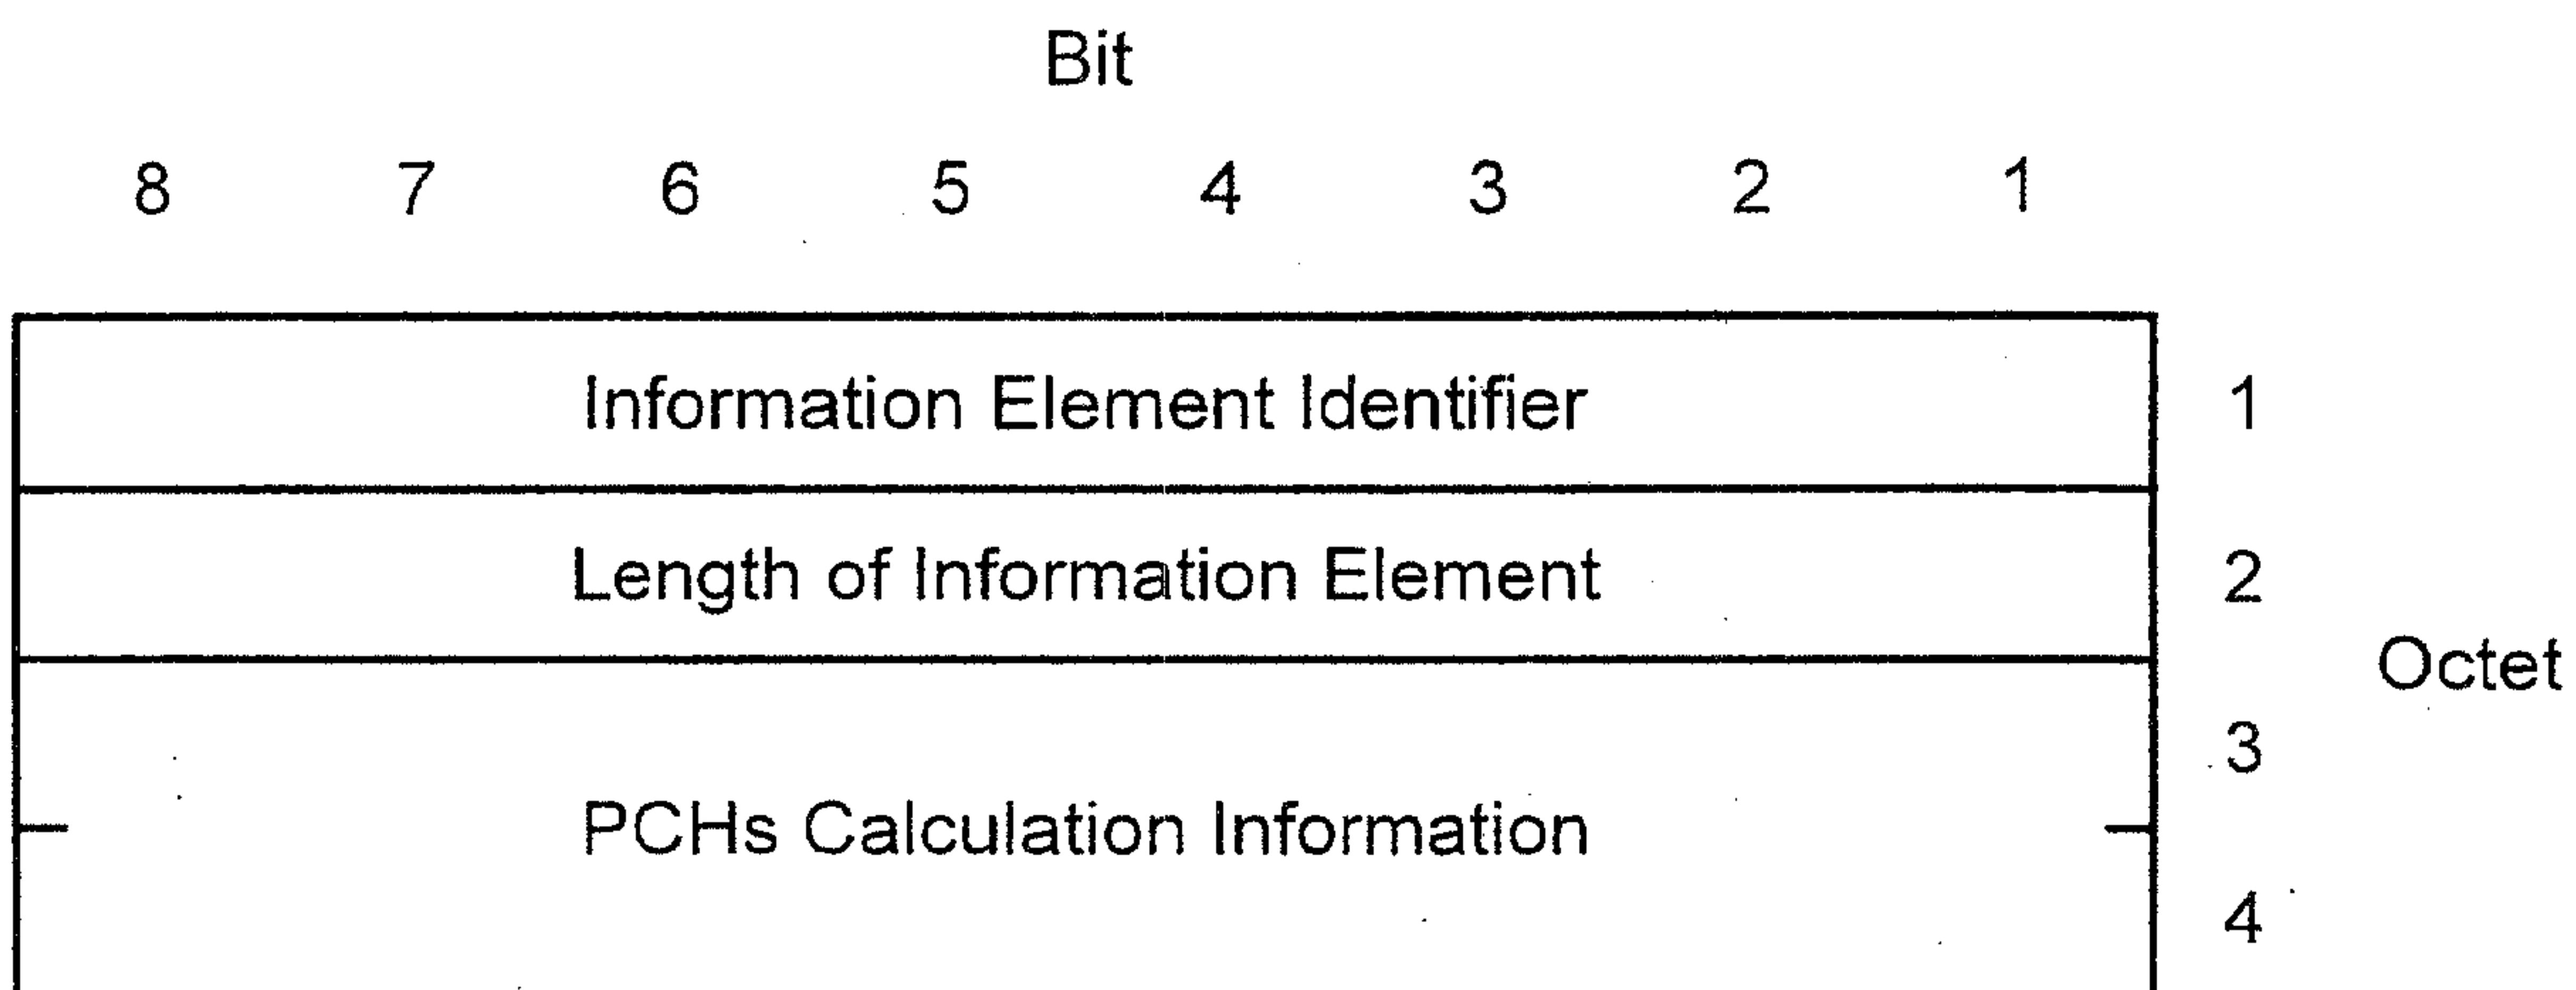 Bit
8 7 6 5 4 3 2 1
Information Element Identifier 1
Length of Information Element 2
Octet
3
PCHs Calculation Information
4